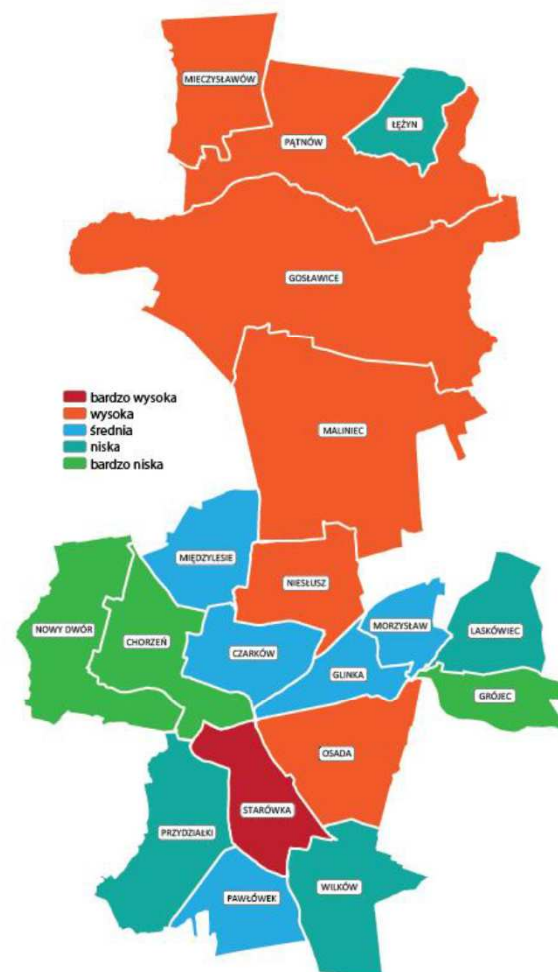 MIECZYSŁAWÓW
ŁĘŻYN
PĄTNÓW
GOSŁAWICE
bardzo wysoka
wysoka
średnia
niska
bardzo niska
MALINIEC
MIĘDZYLESIE
NIESŁUSZ
NOWY DWÓR
CHORZEŃ
CZARKÓW
MORZYSŁAW
LASKÓWIEC
GLINKA
GRÓJEC
OSADA
STARÓWKA
PRZYDZIAŁKI
PAWŁÓWEK
WILKÓW